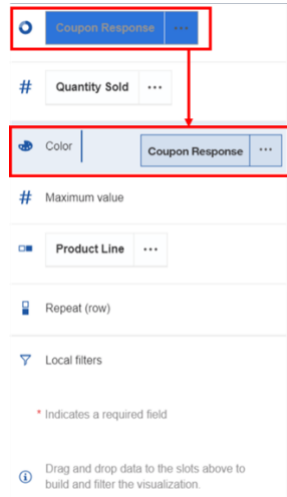 Coupon Response ...
# Quantity Sold ...
Color Coupon Response ...
# Maximum value
Product Line ...
Repeat (row)
Local filters
* Indicates a required field
Drag and drop data to the slots above to
build and filter the visualization.